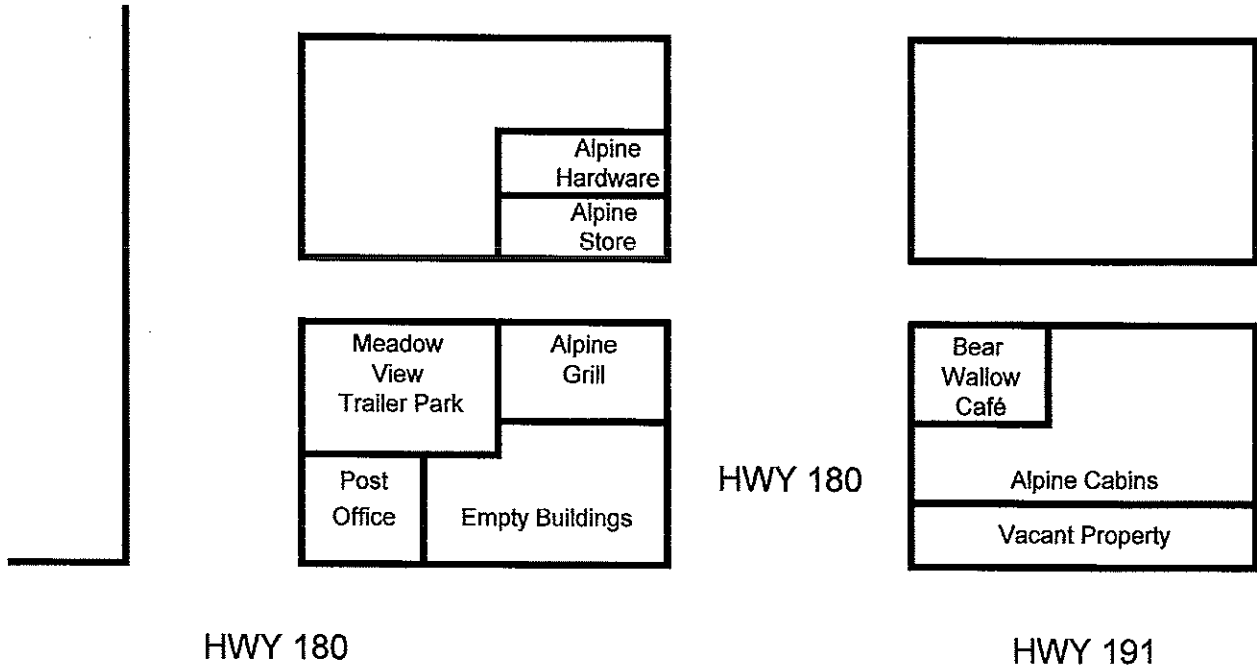 Alpine
Hardware
Alpine
Store
Meadow
View
Trailer Park
Alpine
Grill
Post
Office
Empty Buildings
HWY 180
Bear
Wallow
Café
Alpine Cabins
Vacant Property
HWY 180
HWY 191